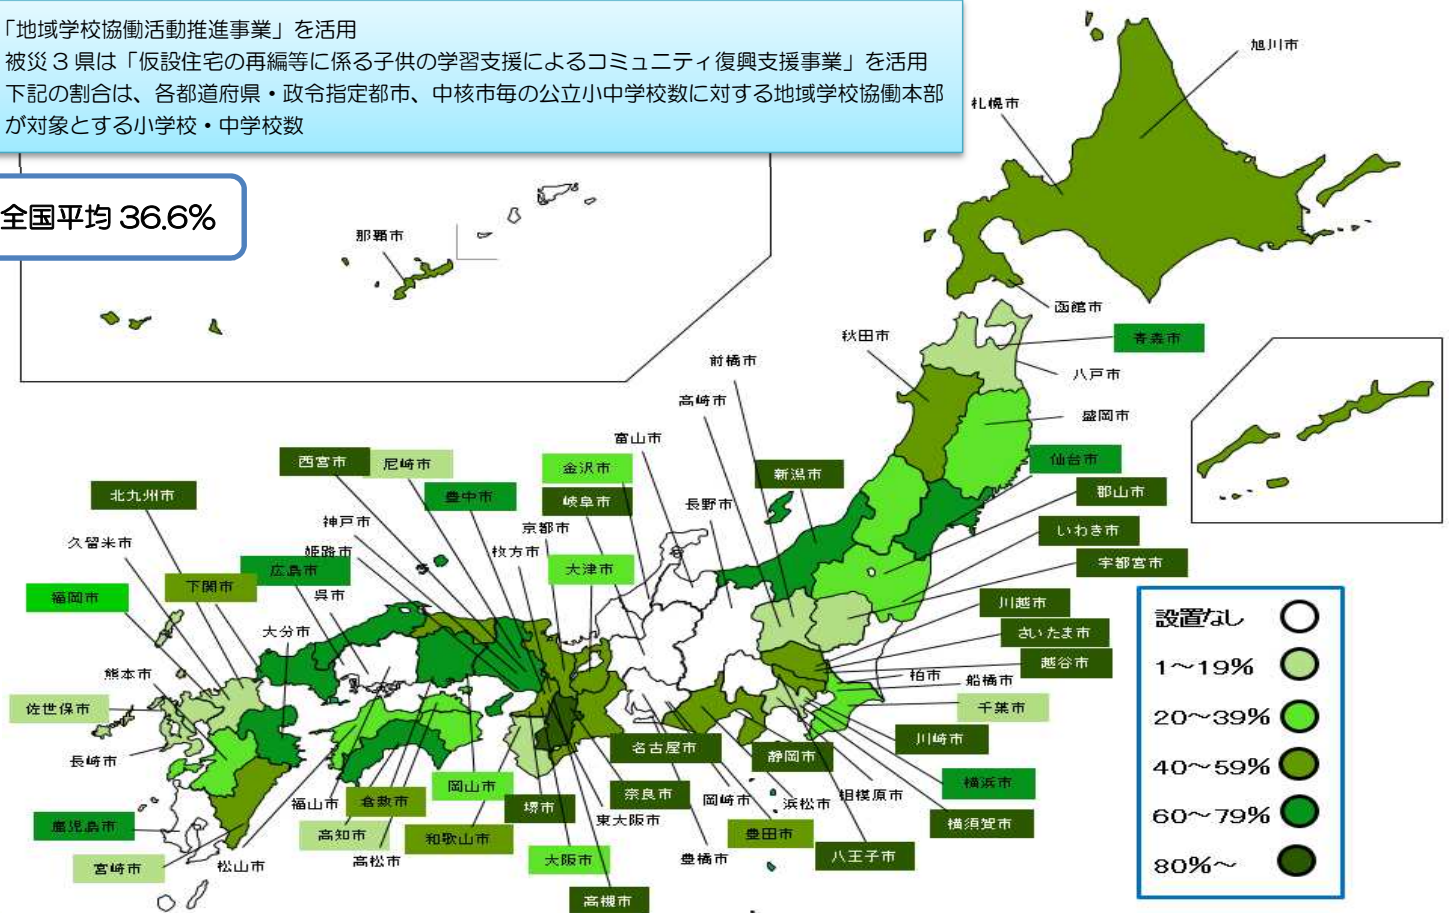 「地域学校協働活動推進事業」を活用
被災3県は「仮設住宅の再編等に係る子供の学習支援によるコミュニティ復興支援事業」を活用
下記の割合は、各都道府県・政令指定都市、中核市毎の公立小中学校数に対する地域学校協働本部
が対象とする小学校・中学校数
全国平均 36.6%
旭川市
札幌市
那覇市
函館市
青森市
秋田市
前橋市
八戸市
高崎市
盛岡市
富山市
西宮市
尼崎市
金沢市
新潟市
仙台市
北九州市
豊中市
岐阜市
長野市
郡山市
神戸市
京都市
いわき市
久留米市
姫路市
枚方市
宇都宮市
広島市
大津市
下関市
福岡市
呉市
川越市
大分市
さいたま市
越谷市
熊本市
柏市
船橋市
佐世保市
千葉市
川崎市
長崎市
名古屋市
静岡市
横浜市
岡山市
奈良市
相模原市
福山市
倉敷市
堺市
岡崎市
浜松市
鹿児島市
東大阪市
横須賀市
高知市
和歌山市
豊田市
宮崎市
松山市
高松市
大阪市
豊橋市
八王子市
高槻市
設置なし
1～19%
20～39%
40～59%
60～79%
80%～